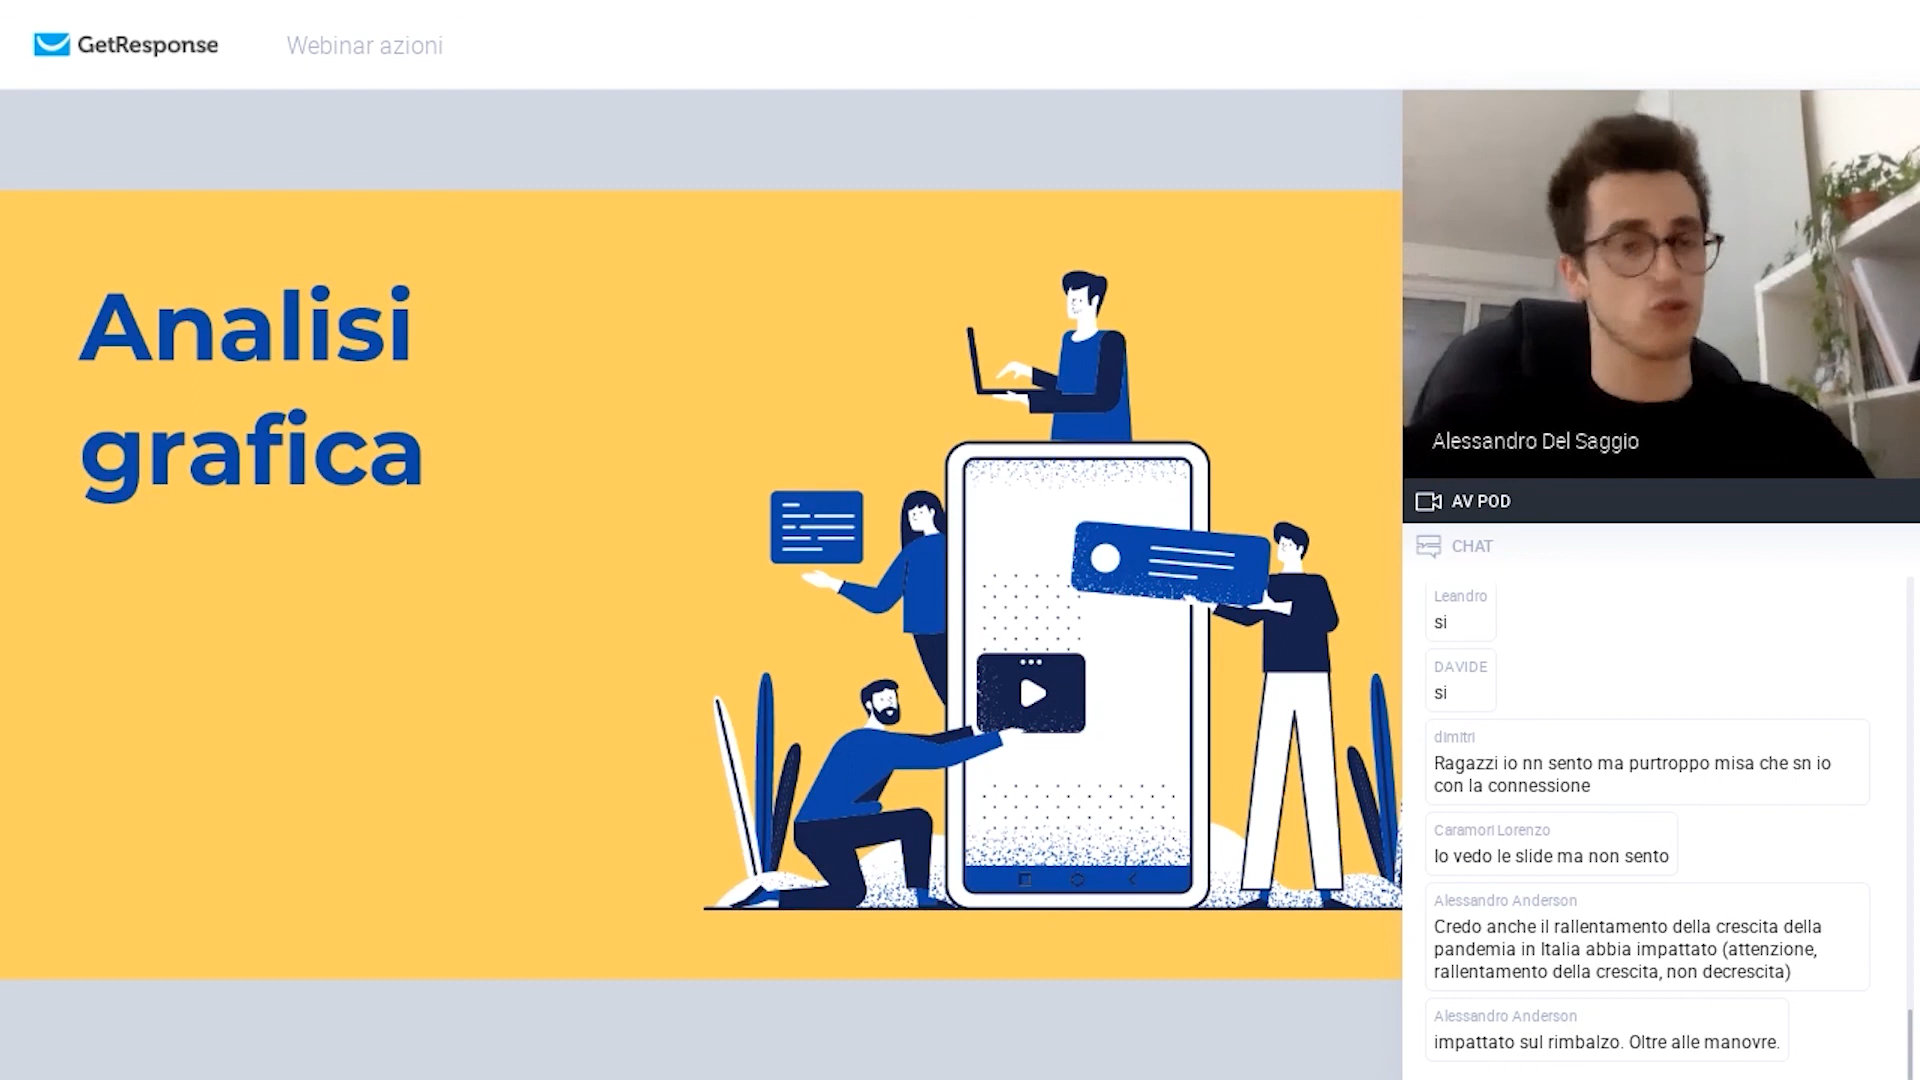 GetResponse
Webinar azioni
Analisi
grafica
Alessandro Del Saggio
AV POD
CHAT
Leandro
si
DAVIDE
si
dimitri
Ragazzi io nn sento ma purtroppo misa che sn io
con la connessione
Caramori Lorenzo
Io vedo le slide ma non sento
Alessandro Anderson
Credo anche il rallentamento della crescita della
pandemia in Italia abbia impattato (attenzione,
rallentamento della crescita, non decrescita)
Alessandro Anderson
impattato sul rimbalzo. Oltre alle manovre.